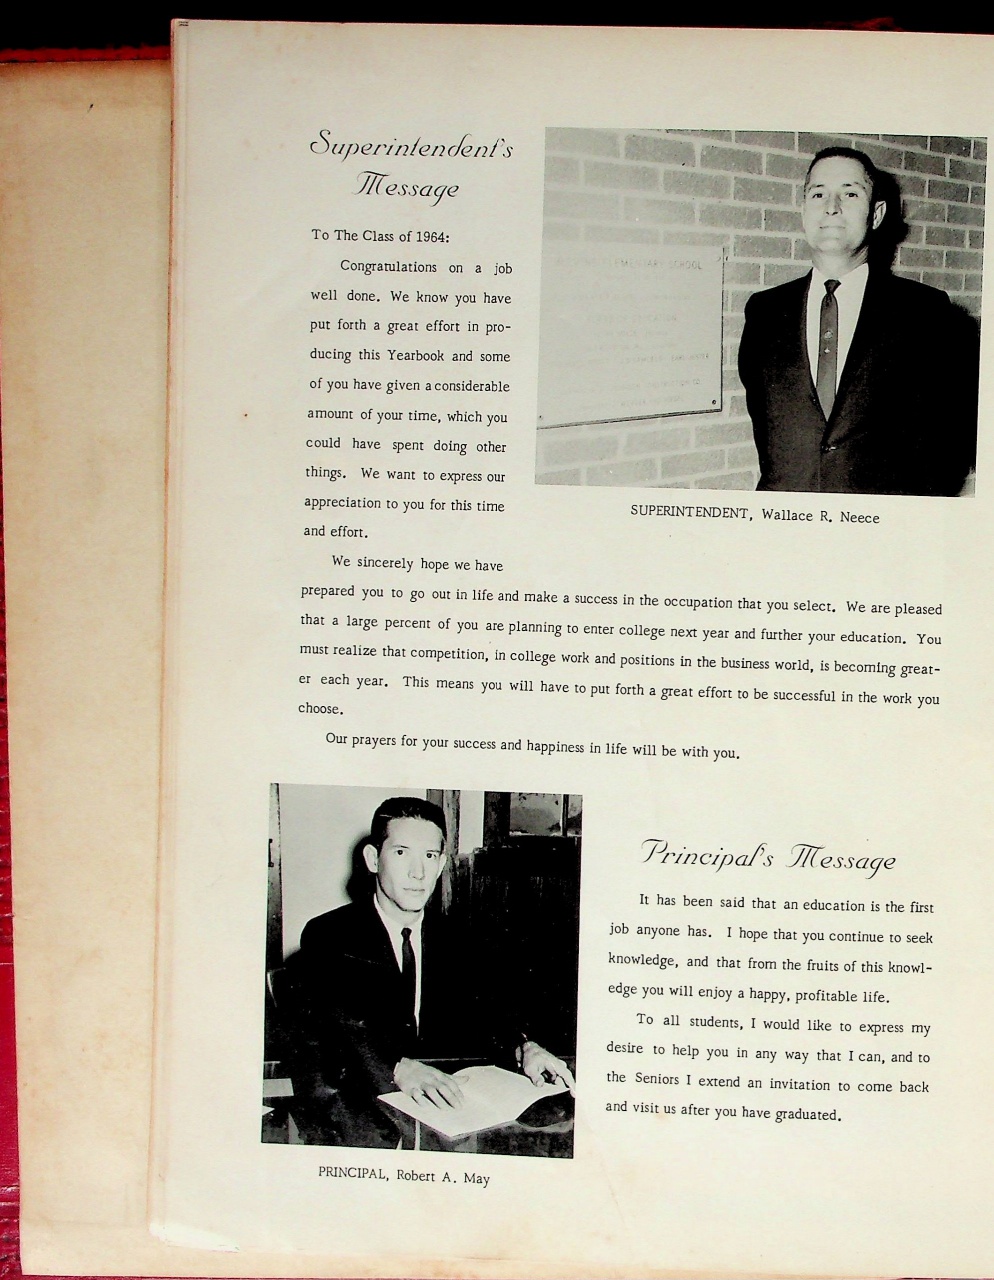 Superintendent's
Message
To The Class of 1964:
Congratulations on a job
well done. We know you have
put forth a great effort in pro-
ducing this Yearbook and some
of you have given a considerable
amount of your time, which you
could have spent doing other
things. We want to express our
appreciation to you for this time
and effort.
We sincerely hope we have
prepared you to go out in life and make a success in the occupation that you select. We are pleased
that a large percent of you are planning to enter college next year and further your education. You
must realize that competition, in college work and positions in the business world, is becoming great-
er each year. This means you will have to put forth a great effort to be successful in the work you
choose.
Our prayers for your success and happiness in life will be with you.
SCHOOL
SUPERINTENDENT, Wallace R. Neece
Principal's Message
It has been said that an education is the first
job anyone has. I hope that you continue to seek
knowledge, and that from the fruits of this knowl-
edge you will enjoy a happy, profitable life.
To all students, I would like to express my
desire to help you in any way that I can, and to
the Seniors I extend an invitation to come back
and visit us after you have graduated.
PRINCIPAL, Robert A. May